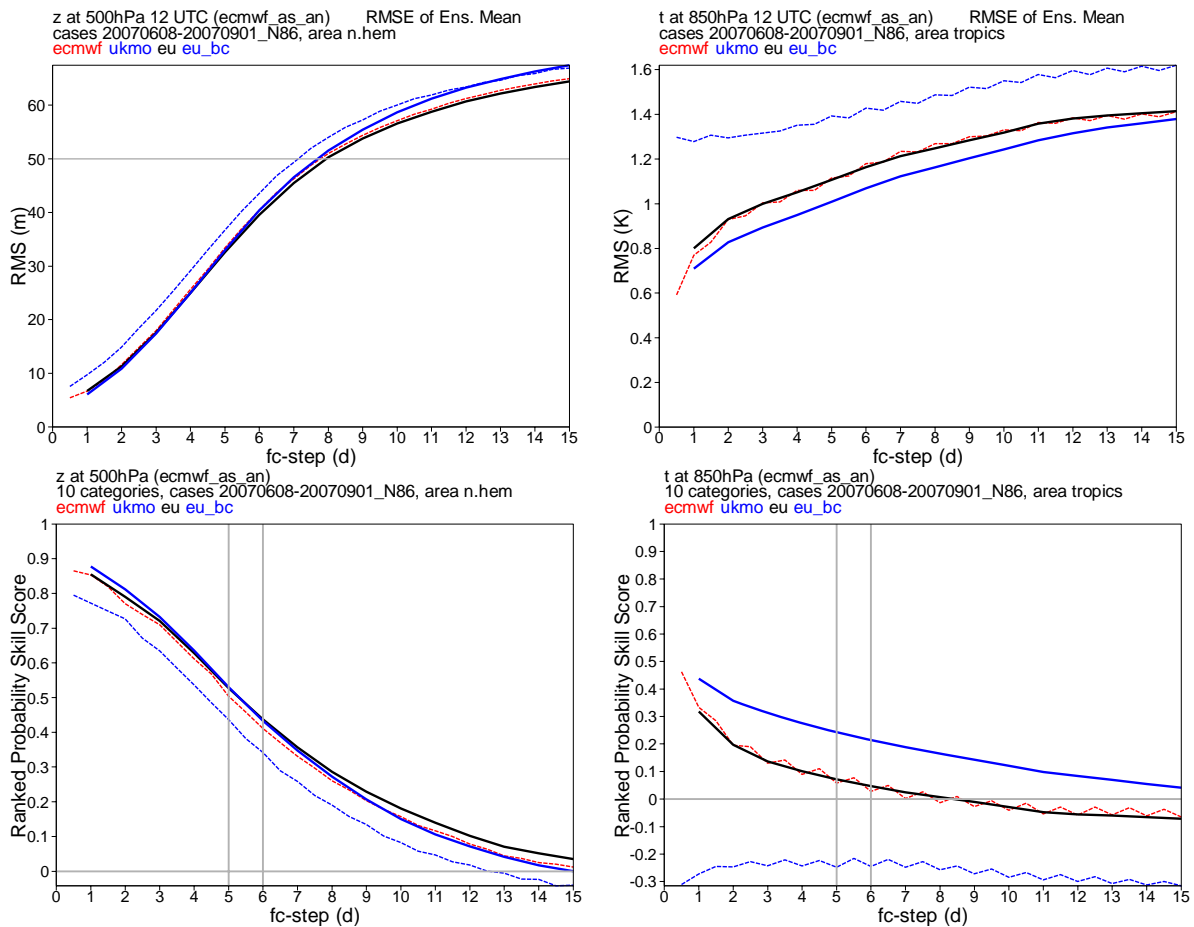 z at 500hPa 12 UTC (ecmwf_as_an) RMSE of Ens. Mean
cases 20070608-20070901_N86, area n.hem
ecmwf ukmo eu eu_bc
60
50
40
30
20
10
0
RMS (m)
0 1 2 3 4 5 6 7 8 9 10 11 12 13 14 15
fc-step (d)
t at 850hPa 12 UTC (ecmwf_as_an) RMSE of Ens. Mean
cases 20070608-20070901_N86, area tropics
ecmwf ukmo eu eu_bc
1.6
1.4
1.2
1
0.8
0.6
0.4
0.2
0
RMS (K)
0 1 2 3 4 5 6 7 8 9 10 11 12 13 14 15
fc-step (d)
z at 500hPa (ecmwf_as_an)
10 categories, cases 20070608-20070901_N86, area n.hem
ecmwf ukmo eu eu_bc
1
0.9
0.8
0.7
0.6
0.5
0.4
0.3
0.2
0.1
0
Ranked Probability Skill Score
0 1 2 3 4 5 6 7 8 9 10 11 12 13 14 15
fc-step (d)
t at 850hPa (ecmwf_as_an)
10 categories, cases 20070608-20070901_N86, area tropics
ecmwf ukmo eu eu_bc
1
0.9
0.8
0.7
0.6
0.5
0.4
0.3
0.2
0.1
0
-0.1
-0.2
-0.3
Ranked Probability Skill Score
0 1 2 3 4 5 6 7 8 9 10 11 12 13 14 15
fc-step (d)